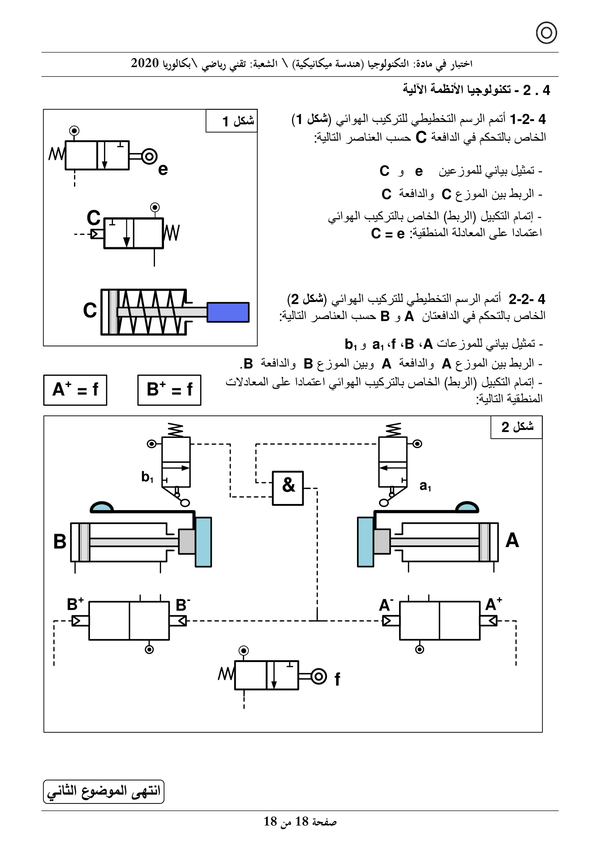 اختبار في مادة: التكنولوجيا (هندسة ميكانيكية) \ الشعبة: تقني رياضي \بكالوريا 2020
4 . 2 - تكنولوجيا الأنظمة الآلية
4 -2-1 أتمم الرسم التخطيطي للتركيب الهوائي (شكل 1)
الخاص بالتحكم في الدافعة C حسب العناصر التالية:
- تمثيل بياني للموزعين e و C
- الربط بين الموزع C والدافعة C
- إتمام التكبيل (الربط) الخاص بالتركيب الهوائي
اعتمادا على المعادلة المنطقية: C = e
شكل 1
e
C
C
4 -2-2 أتمم الرسم التخطيطي للتركيب الهوائي (شكل 2)
الخاص بالتحكم في الدافعتان A و B حسب العناصر التالية:
- تمثيل بياني للموزعات A، B، f، a1 و b1
- الربط بين الموزع A والدافعة A وبين الموزع B والدافعة B.
- إتمام التكبيل (الربط) الخاص بالتركيب الهوائي اعتمادا على المعادلات
المنطقية التالية:
A+ = f
B+ = f
شكل 2
b1
&
a1
B
A
B+
B-
A-
A+
f
انتهى الموضوع الثاني
صفحة 18 من 18